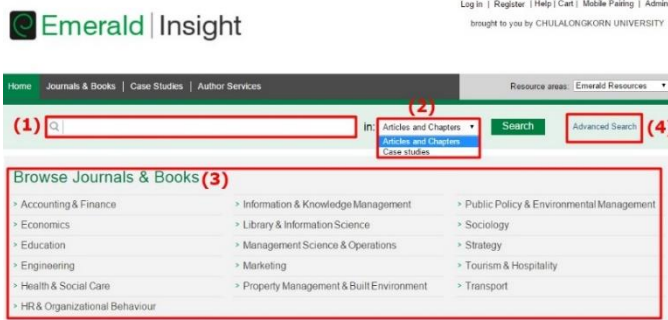 Log in | Register | Help | Cart | Mobile Pairing | Admin
Emerald Insight
brought to you by CHULALONGKORN UNIVERSITY
Home Journals & Books | Case Studies | Author Services Resource areas: Emerald Resources
(2)
(1) in: Articles and Chapters Search Advanced Search (4
Articles and Chapters
Case studies
Browse Journals & Books (3)
> Accounting & Finance > Information & Knowledge Management > Public Policy & Environmental Management
> Economics > Library & Information Science > Sociology
> Education > Management Science & Operations > Strategy
> Engineering > Marketing > Tourism & Hospitality
> Health & Social Care > Property Management & Built Environment > Transport
> HR & Organizational Behaviour